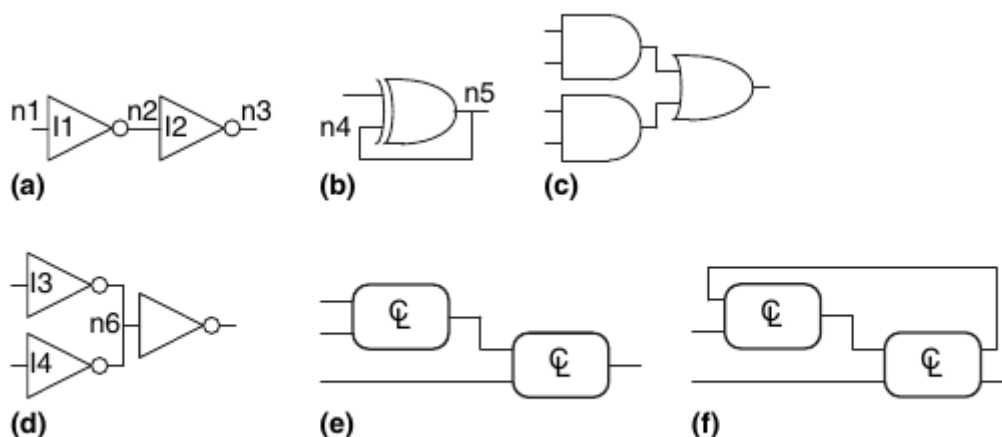 n1 I1 n2 I2 n3
n4 n5
(a) (b) (c)
I3
n6
I4
CL CL
CL CL
(d) (e) (f)